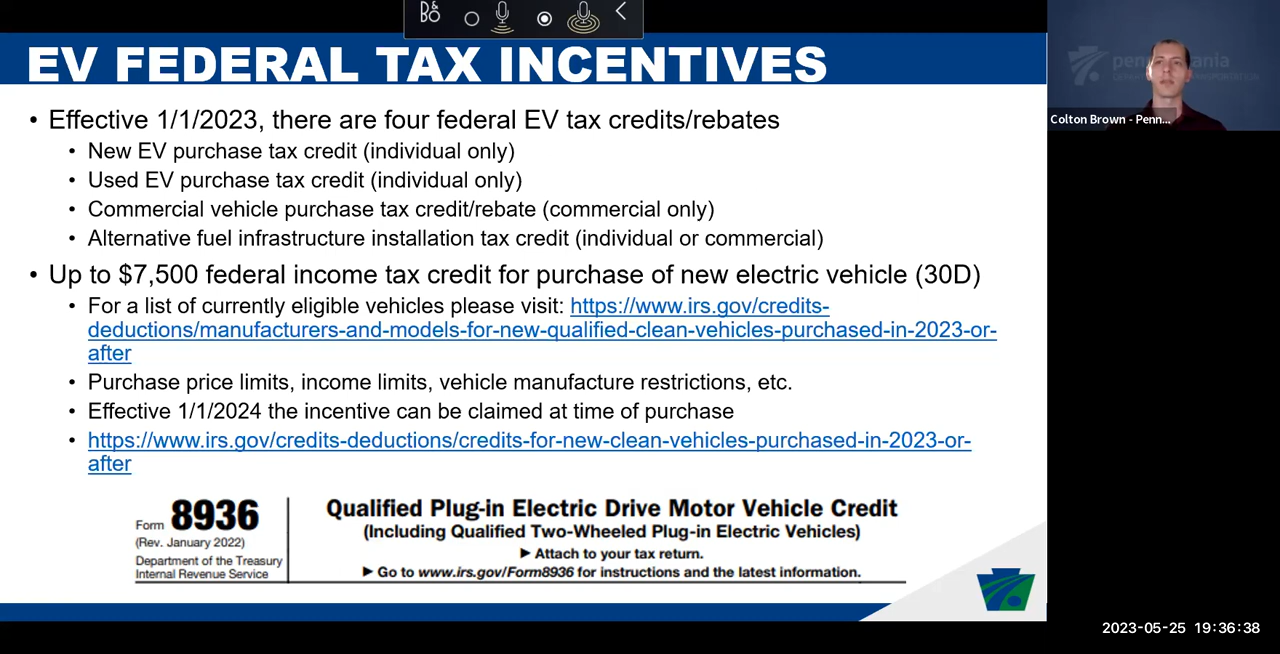 B&O
EV FEDERAL TAX INCENTIVES
• Effective 1/1/2023, there are four federal EV tax credits/rebates
• New EV purchase tax credit (individual only)
• Used EV purchase tax credit (individual only)
• Commercial vehicle purchase tax credit/rebate (commercial only)
• Alternative fuel infrastructure installation tax credit (individual or commercial)
• Up to $7,500 federal income tax credit for purchase of new electric vehicle (30D)
• For a list of currently eligible vehicles please visit: https://www.irs.gov/credits-
deductions/manufacturers-and-models-for-new-qualified-clean-vehicles-purchased-in-2023-or-
after
• Purchase price limits, income limits, vehicle manufacture restrictions, etc.
• Effective 1/1/2024 the incentive can be claimed at time of purchase
• https://www.irs.gov/credits-deductions/credits-for-new-clean-vehicles-purchased-in-2023-or-
after
Form 8936
(Rev. January 2022)
Department of the Treasury
Internal Revenue Service
Qualified Plug-in Electric Drive Motor Vehicle Credit
(Including Qualified Two-Wheeled Plug-in Electric Vehicles)
▶ Attach to your tax return.
▶ Go to www.irs.gov/Form8936 for instructions and the latest information.
Colton Brown - Penn...
2023-05-25 19:36:38